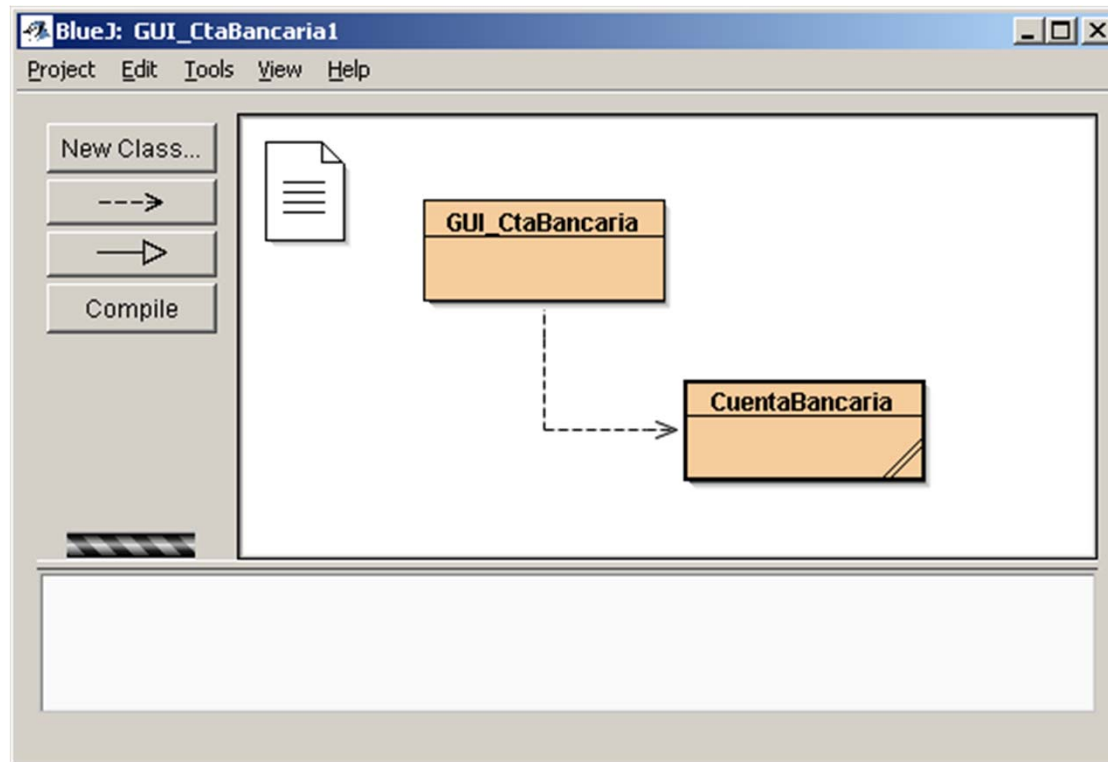 BlueJ: GUI_CtaBancaria1
Project Edit Tools View Help
New Class...
Compile
GUI_CtaBancaria
CuentaBancaria